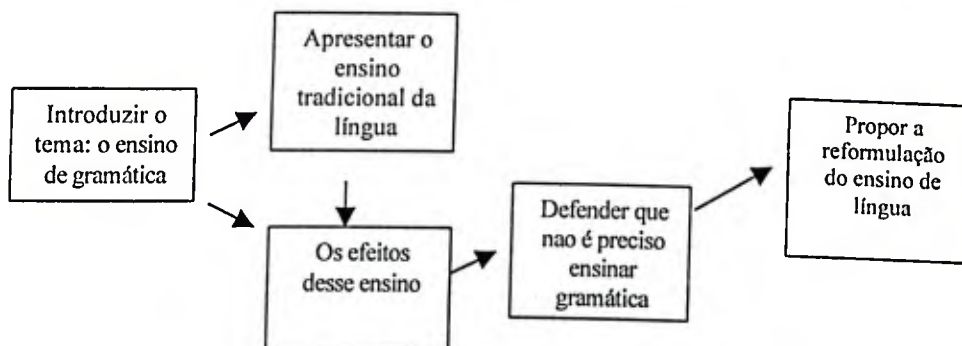 Introduzir o
tema: o ensino
de gramática
Apresentar o
ensino
tradicional da
língua
Os efeitos
desse ensino
Defender que
nao é preciso
ensinar
gramática
Propor a
reformulação
do ensino de
língua